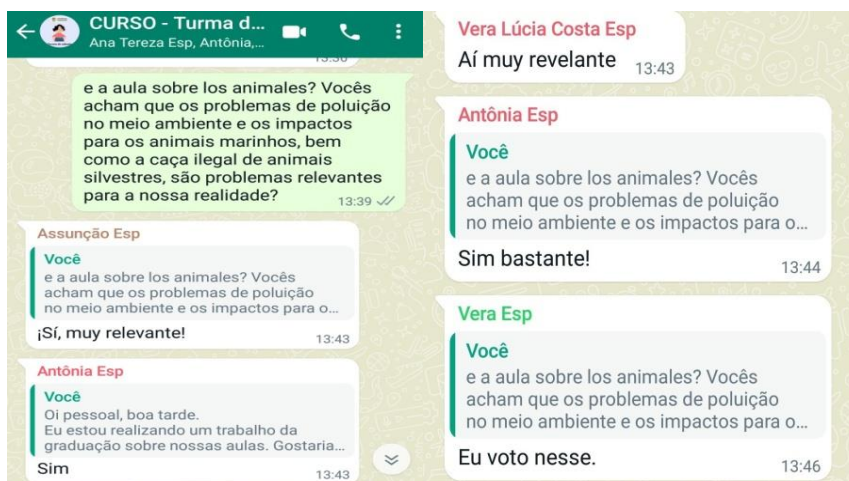 CURSO - Turma d...
Ana Tereza Esp, Antônia,...
e a aula sobre los animales? Vocês
acham que os problemas de poluição
no meio ambiente e os impactos
para os animais marinhos, bem
como a caça ilegal de animais
silvestres, são problemas relevantes
para a nossa realidade?
13:39
Assunção Esp
Você
e a aula sobre los animales? Vocês
acham que os problemas de poluição
no meio ambiente e os impactos para o...
¡Sí, muy relevante!
13:43
Antônia Esp
Você
Oi pessoal, boa tarde.
Eu estou realizando um trabalho da
graduação sobre nossas aulas. Gostaria...
Sim
13:43
Vera Lúcia Costa Esp
Aí muy revelante
13:43
Antônia Esp
Você
e a aula sobre los animales? Vocês
acham que os problemas de poluição
no meio ambiente e os impactos para o...
Sim bastante!
13:44
Vera Esp
Você
e a aula sobre los animales? Vocês
acham que os problemas de poluição
no meio ambiente e os impactos para o...
Eu voto nesse.
13:46